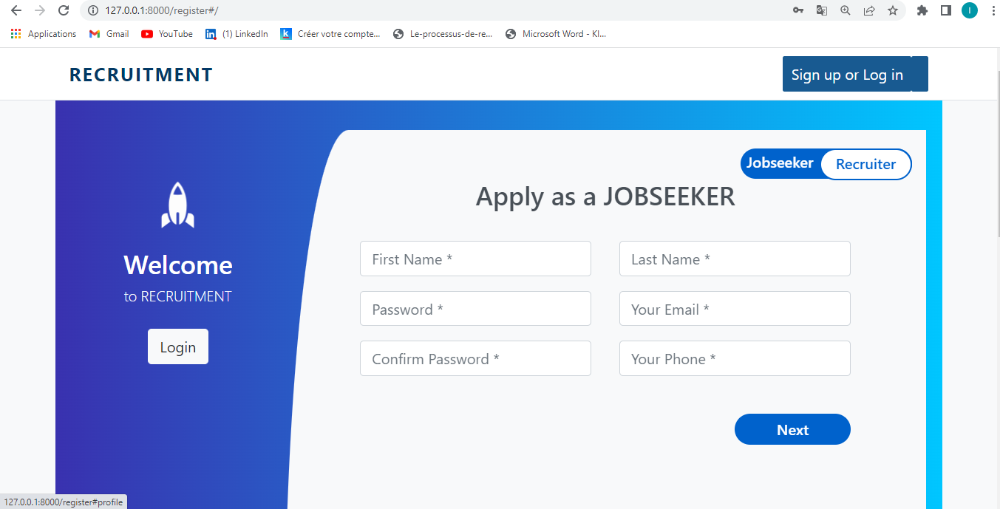 127.0.0.1:8000/register#/
I
Applications Gmail YouTube (1) LinkedIn Créer votre compte... Le-processus-de-re... Microsoft Word - Kl...
RECRUITMENT
Sign up or Log in
Jobseeker Recruiter
Apply as a JOBSEEKER
First Name * Last Name *
Welcome
to RECRUITMENT
Password * Your Email *
Login
Confirm Password * Your Phone *
Next
127.0.0.1:8000/register#profile